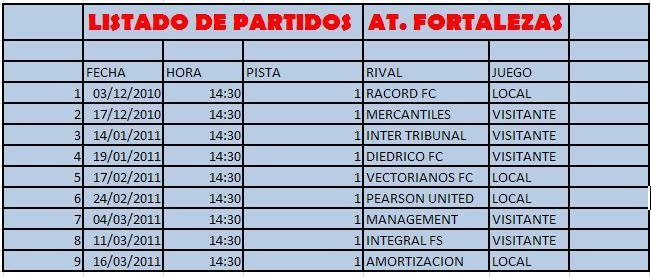 LISTADO DE PARTIDOS AT. FORTALEZAS
FECHA HORA PISTA RIVAL JUEGO
1 03/12/2010 14:30 1 RACORD FC LOCAL
2 17/12/2010 14:30 1 MERCANTILES VISITANTE
3 14/01/2011 14:30 1 INTER TRIBUNAL VISITANTE
4 19/01/2011 14:30 1 DIEDRICO FC VISITANTE
5 17/02/2011 14:30 1 VECTORIANOS FC LOCAL
6 24/02/2011 14:30 1 PEARSON UNITED LOCAL
7 04/03/2011 14:30 1 MANAGEMENT VISITANTE
8 11/03/2011 14:30 1 INTEGRAL FS VISITANTE
9 16/03/2011 14:30 1 AMORTIZACION LOCAL